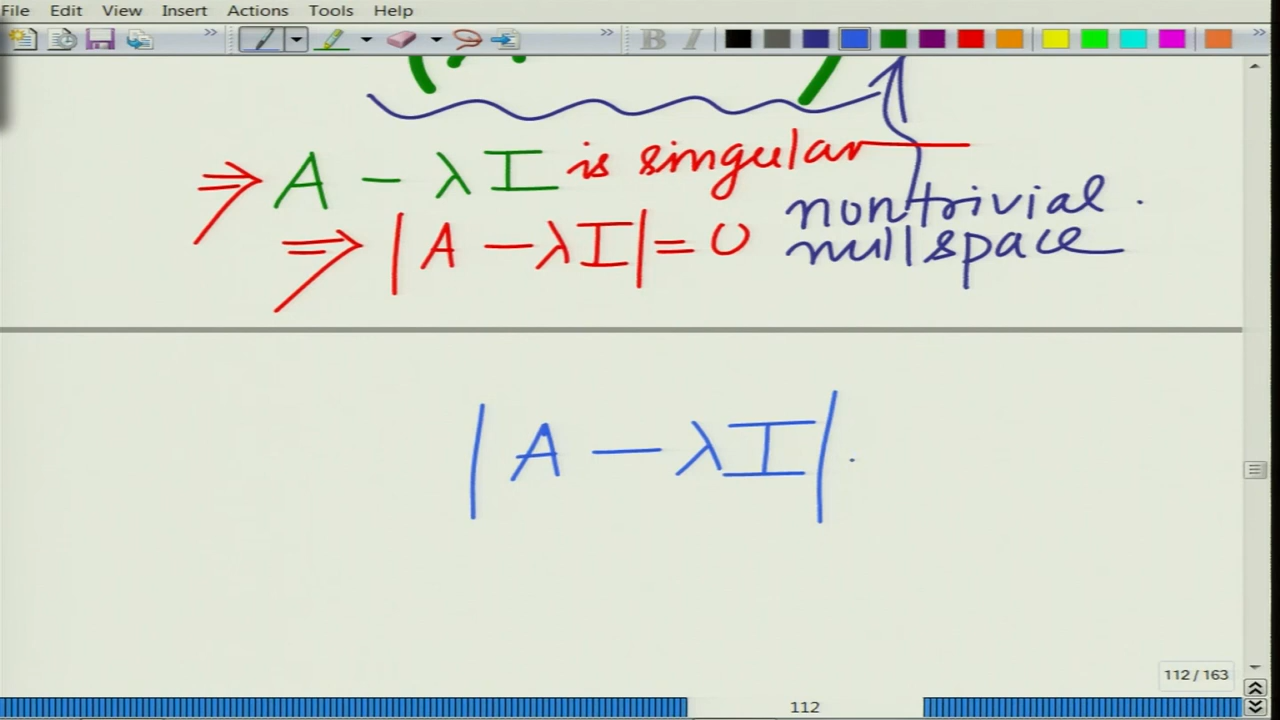 File Edit View Insert Actions Tools Help
B I
⇒ A − λI is singular
nontrivial
⇒ |A − λI| = 0 nullspace
|A − λI|
112 / 163
112